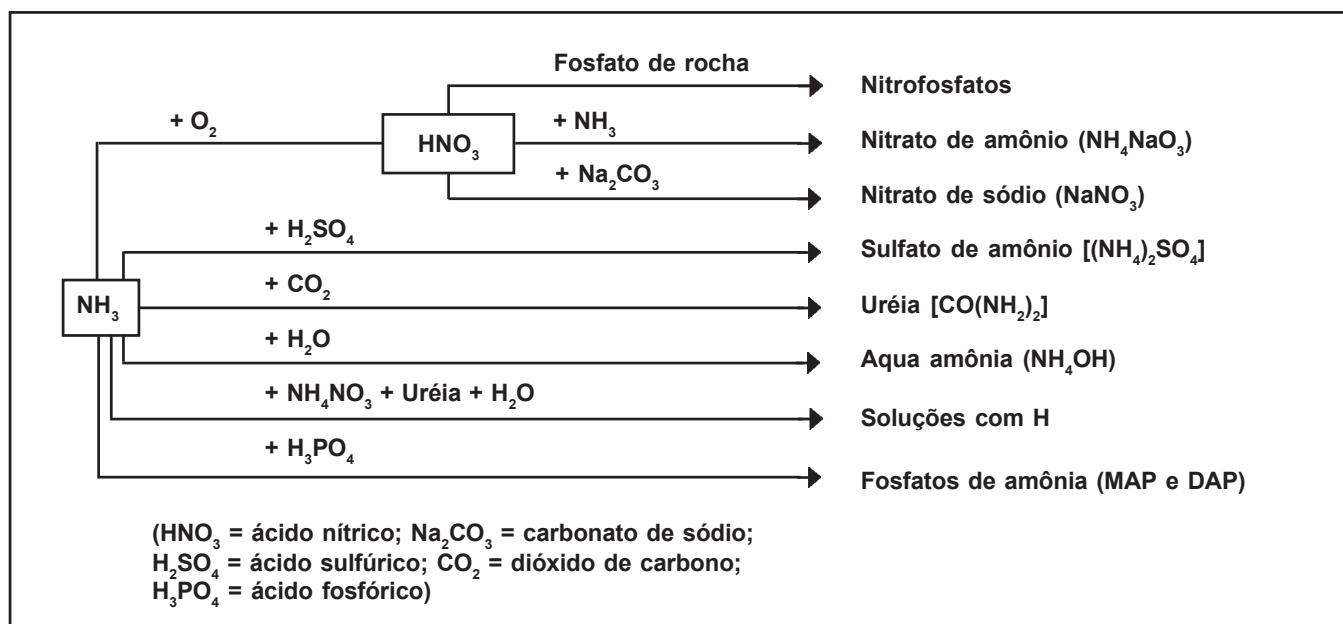 Fosfato de rocha
Nitrofosfatos
+ O₂
HNO₃
+ NH₃
Nitrato de amônio (NH₄NaO₃)
+ Na₂CO₃
Nitrato de sódio (NaNO₃)
+ H₂SO₄
Sulfato de amônio [(NH₄)₂SO₄]
NH₃
+ CO₂
Uréia [CO(NH₂)₂]
+ H₂O
Aqua amônia (NH₄OH)
+ NH₄NO₃ + Uréia + H₂O
Soluções com H
+ H₃PO₄
Fosfatos de amônia (MAP e DAP)
(HNO₃ = ácido nítrico; Na₂CO₃ = carbonato de sódio;
H₂SO₄ = ácido sulfúrico; CO₂ = dióxido de carbono;
H₃PO₄ = ácido fosfórico)